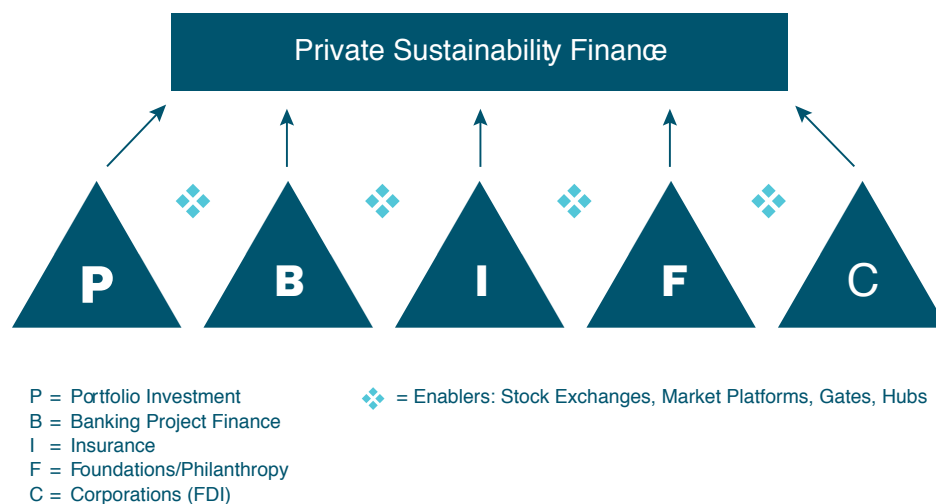 Private Sustainability Finance
P B I F C
P = Portfolio Investment
B = Banking Project Finance
I = Insurance
F = Foundations/Philanthropy
C = Corporations (FDI)
= Enablers: Stock Exchanges, Market Platforms, Gates, Hubs